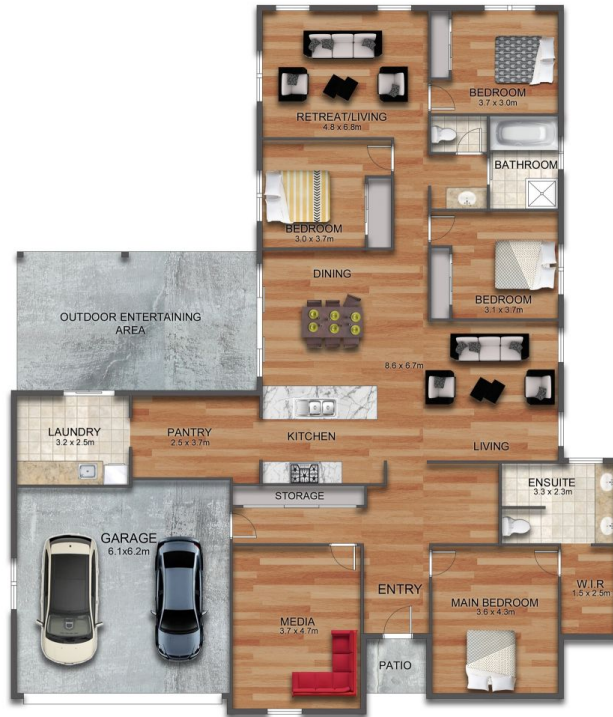 BEDROOM
3.7 x 3.0m
RETREAT/LIVING
4.8 x 6.8m
BATHROOM
BEDROOM
3.0 x 3.7m
DINING
BEDROOM
3.1 x 3.7m
OUTDOOR ENTERTAINING
AREA
8.6 x 6.7m
LAUNDRY
3.2 x 2.5m
PANTRY
2.5 x 3.7m
KITCHEN
LIVING
ENSUITE
3.3 x 2.3m
STORAGE
GARAGE
6.1x6.2m
ENTRY
W.I.R
1.5 x 2.5m
MAIN BEDROOM
3.6 x 4.3m
MEDIA
3.7 x 4.7m
PATIO